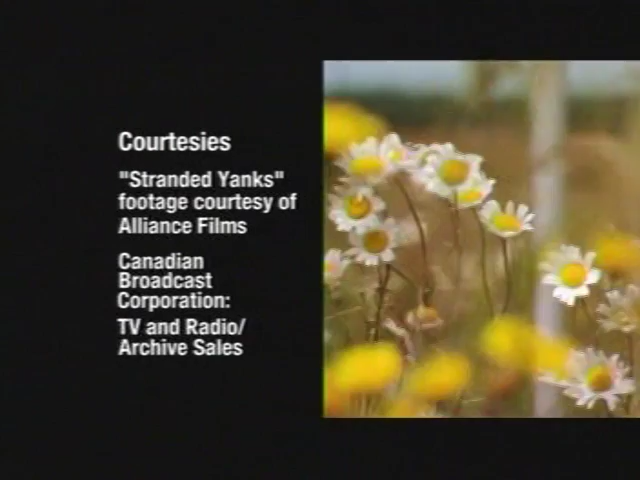 Courtesies
"Stranded Yanks"
footage courtesy of
Alliance Films
Canadian
Broadcast
Corporation:
TV and Radio/
Archive Sales